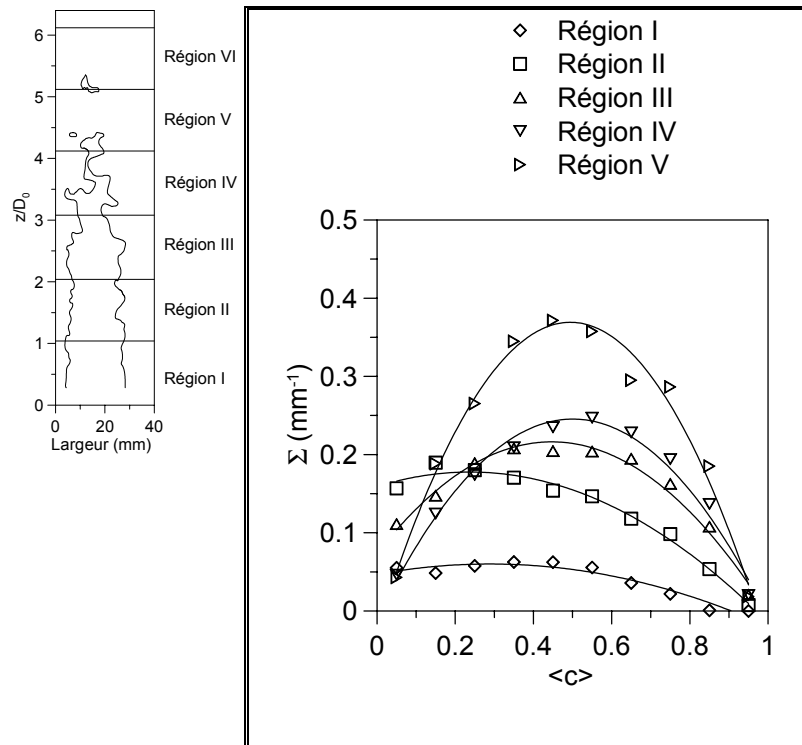 6
5
4
3
2
1
0
z/D0
Région VI
Région V
Région IV
Région III
Région II
Région I
0 20 40
Largeur (mm)
Région I
Région II
Région III
Région IV
Région V
0.5
0.4
0.3
0.2
0.1
0
Σ (mm-1)
0 0.2 0.4 0.6 0.8 1
<c>